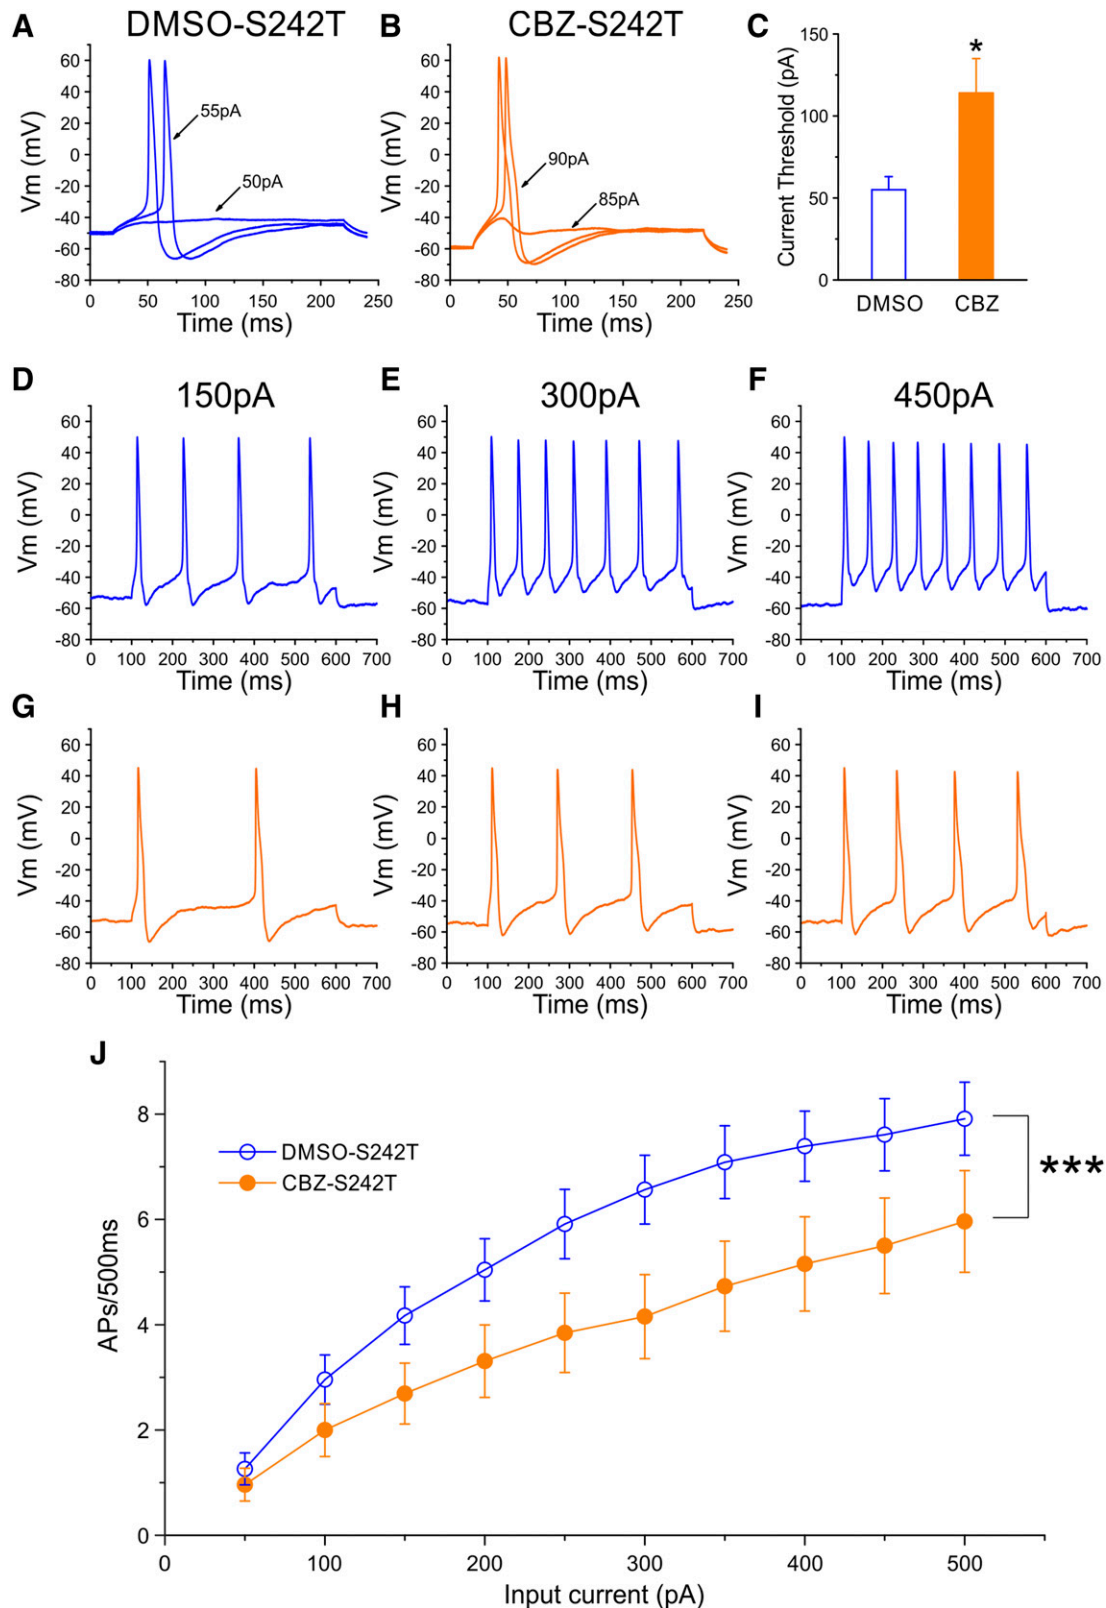 A DMSO-S242T
60
40
20
0
-20
-40
-60
-80
Vm (mV)
55pA
50pA
0 50 100 150 200 250
Time (ms)
B CBZ-S242T
60
40
20
0
-20
-40
-60
-80
Vm (mV)
90pA
85pA
0 50 100 150 200 250
Time (ms)
C
150
100
50
0
Current Threshold (pA)
*
DMSO CBZ
D 150pA
60
40
20
0
-20
-40
-60
-80
Vm (mV)
0 100 200 300 400 500 600 700
Time (ms)
E 300pA
60
40
20
0
-20
-40
-60
-80
Vm (mV)
0 100 200 300 400 500 600 700
Time (ms)
F 450pA
60
40
20
0
-20
-40
-60
-80
Vm (mV)
0 100 200 300 400 500 600 700
Time (ms)
G
60
40
20
0
-20
-40
-60
-80
Vm (mV)
0 100 200 300 400 500 600 700
Time (ms)
H
60
40
20
0
-20
-40
-60
-80
Vm (mV)
0 100 200 300 400 500 600 700
Time (ms)
I
60
40
20
0
-20
-40
-60
-80
Vm (mV)
0 100 200 300 400 500 600 700
Time (ms)
J
8
6
4
2
0
APs/500ms
DMSO-S242T
CBZ-S242T
***
0 100 200 300 400 500
Input current (pA)